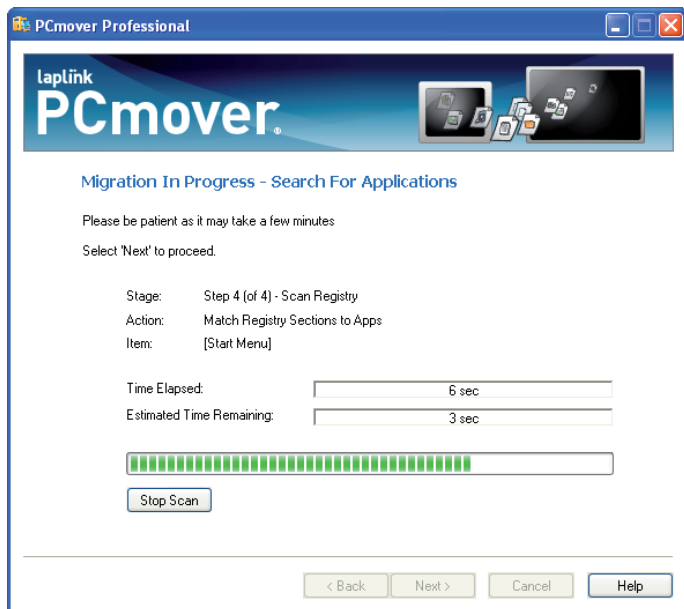 PCmover Professional
laplink
PCmover®
Migration In Progress - Search For Applications
Please be patient as it may take a few minutes
Select 'Next' to proceed.
Stage: Step 4 (of 4) - Scan Registry
Action: Match Registry Sections to Apps
Item: [Start Menu]
Time Elapsed: 6 sec
Estimated Time Remaining: 3 sec
Stop Scan
< Back Next > Cancel Help